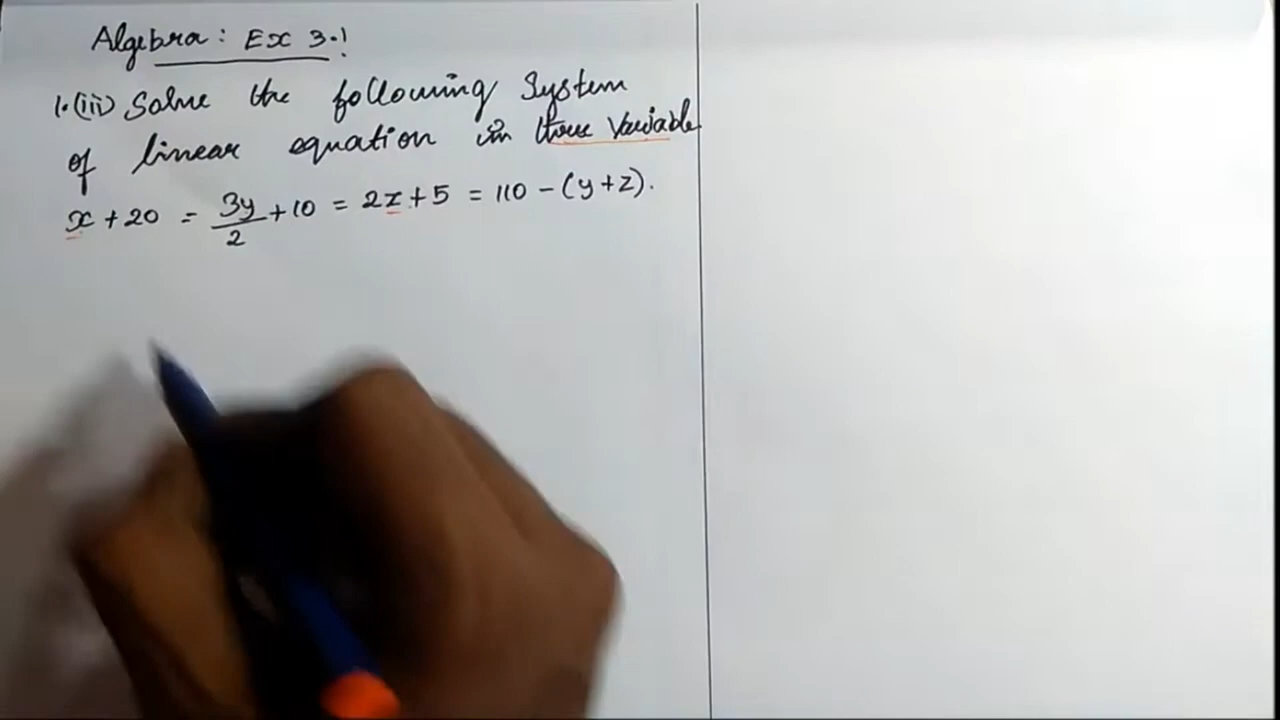 Algebra: Ex 3.1
1.(iii) Solve the following System
of linear equation in three Variable
x + 20 = 3y/2 + 10 = 2z + 5 = 110 - (y+z).